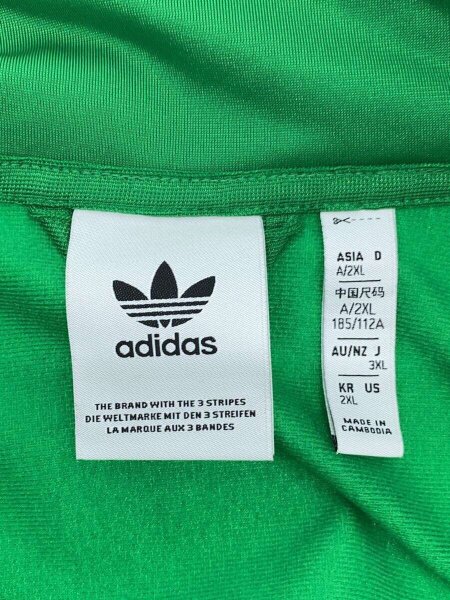 adidas
THE BRAND WITH THE 3 STRIPES
DIE WELTMARKE MIT DEN 3 STREIFEN
LA MARQUE AUX 3 BANDES
ASIA D
A/2XL
中国尺码
A/2XL
185/112A
AU/NZ J
3XL
KR US
2XL
MADE IN
CAMBODIA